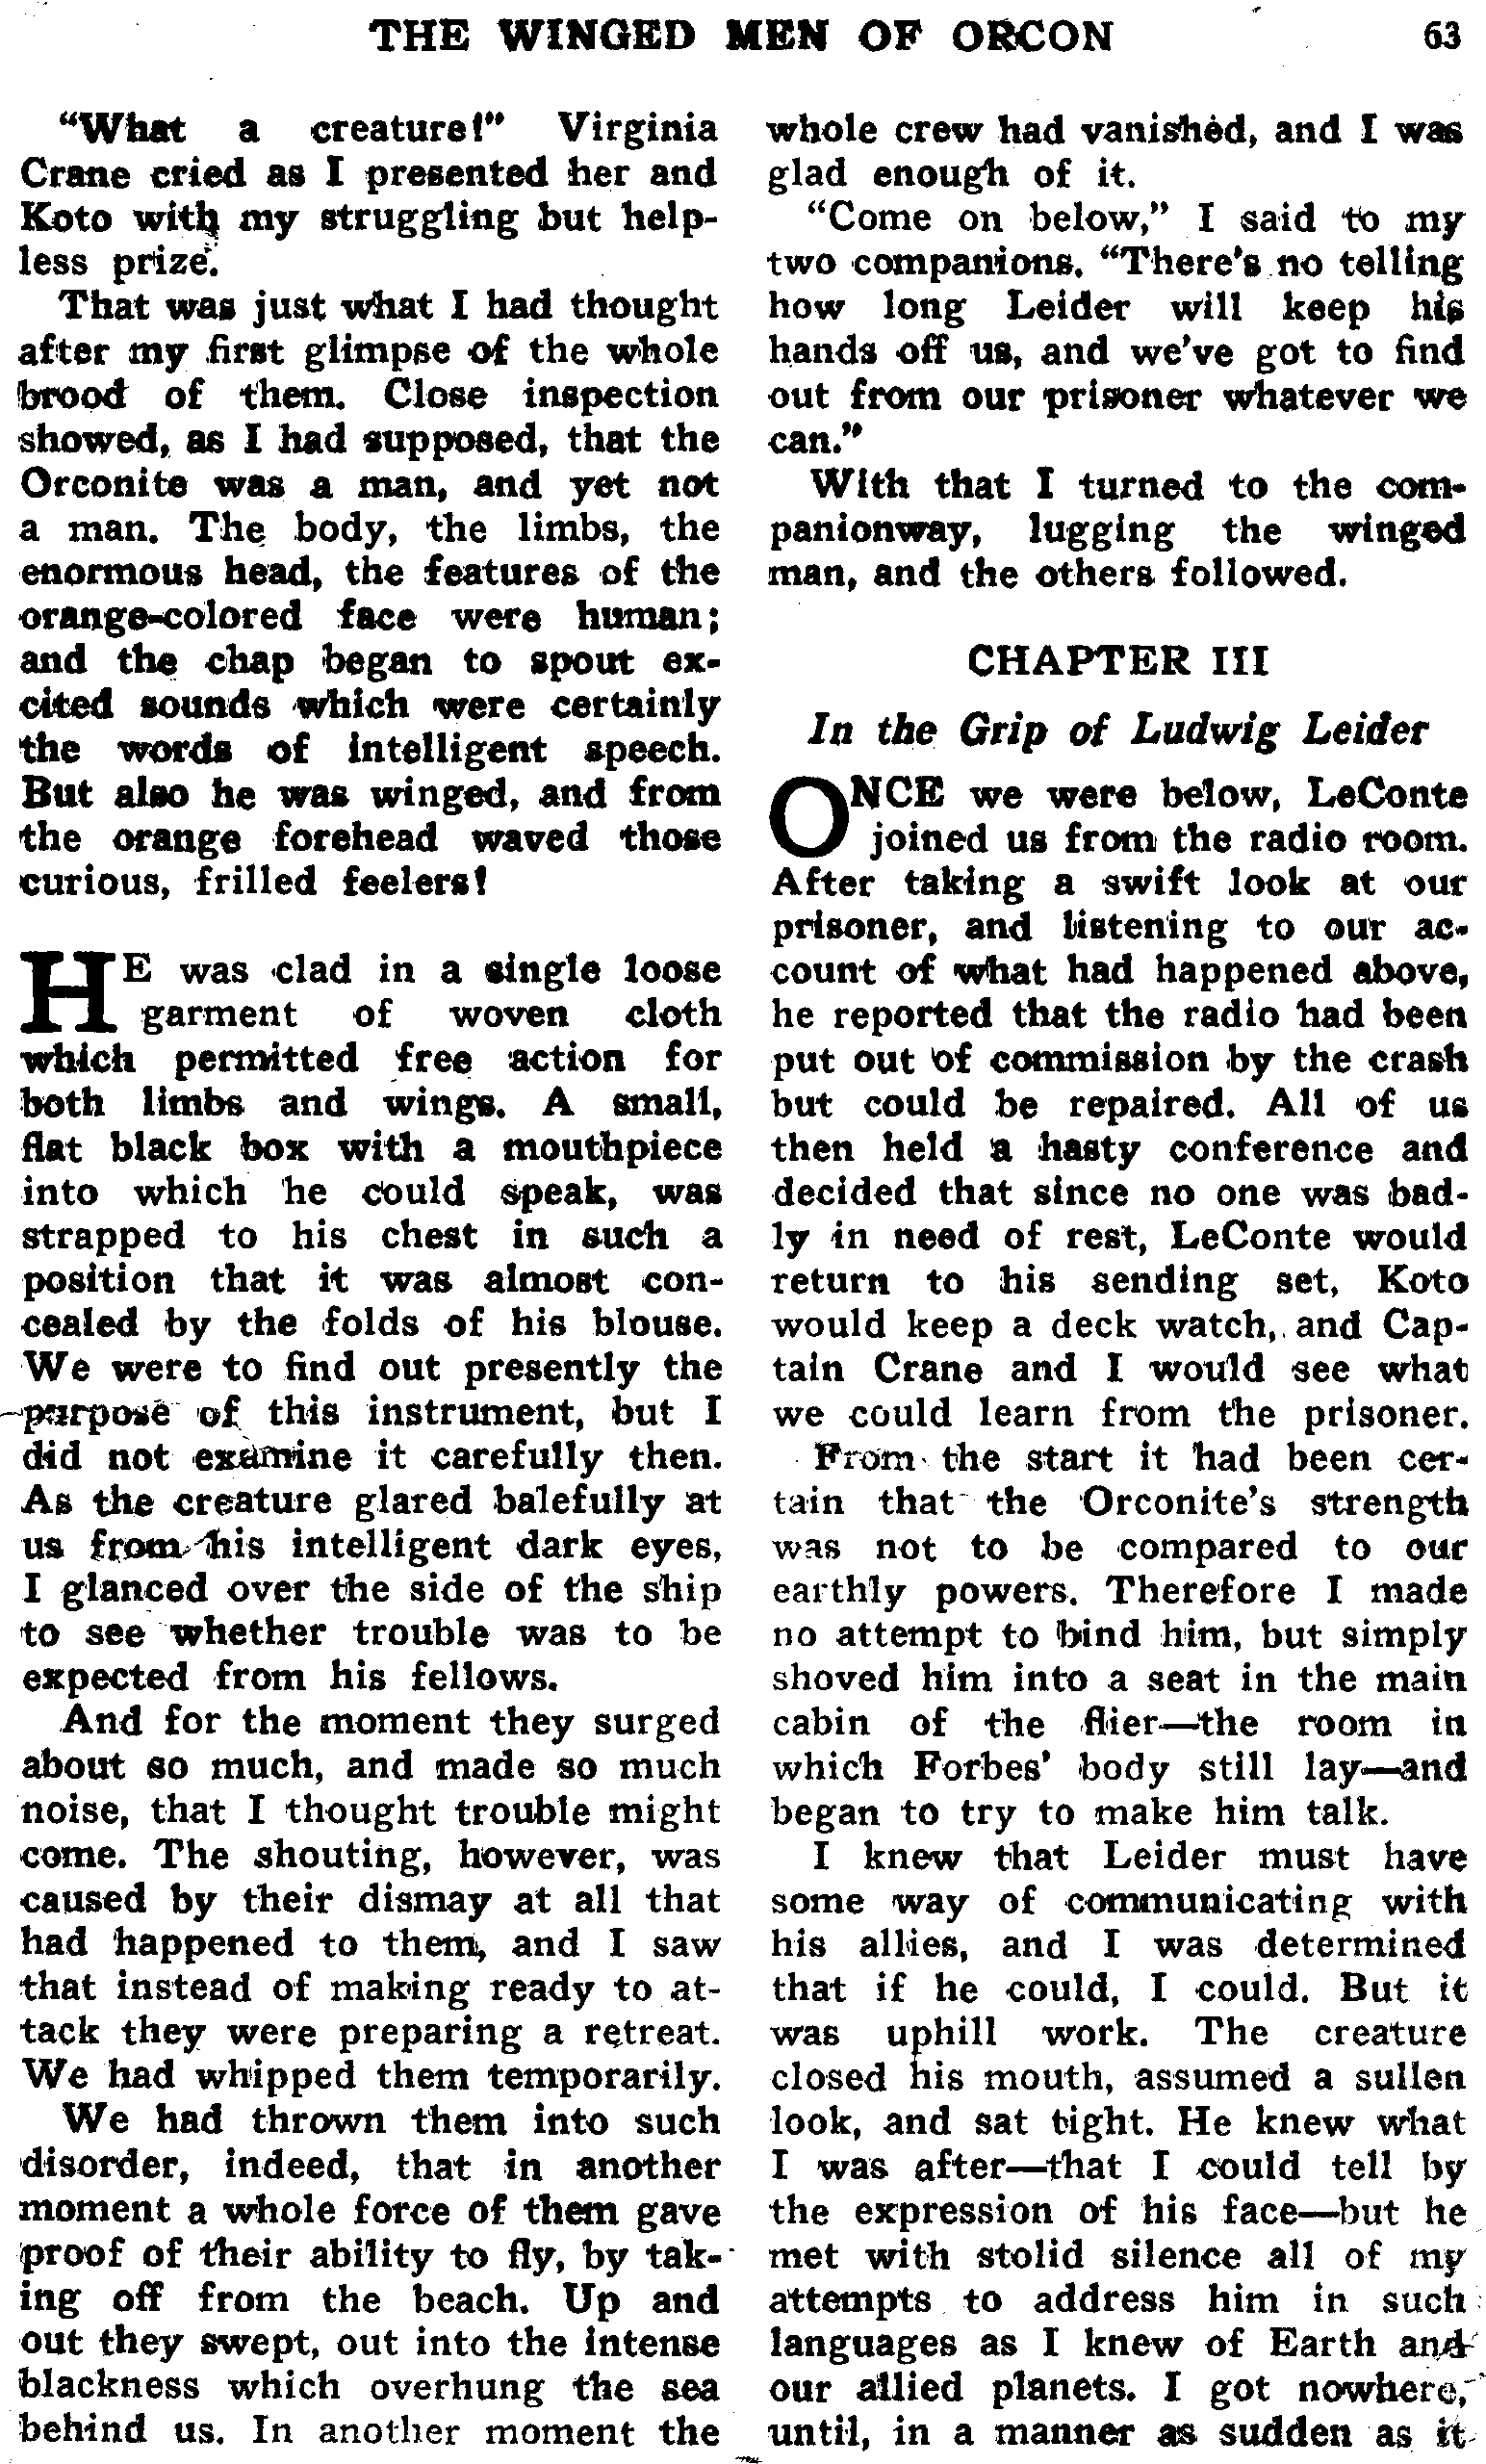 THE WINGED MEN OF ORCON 63
"What a creature!" Virginia
Crane cried as I presented her and
Koto with my struggling but help-
less prize.
That was just what I had thought
after my first glimpse of the whole
brood of them. Close inspection
showed, as I had supposed, that the
Orconite was a man, and yet not
a man. The body, the limbs, the
enormous head, the features of the
orange-colored face were human;
and the chap began to spout ex-
cited sounds which were certainly
the words of intelligent speech.
But also he was winged, and from
the orange forehead waved those
curious, frilled feelers!
HE was clad in a single loose
garment of woven cloth
which permitted free action for
both limbs and wings. A small,
flat black box with a mouthpiece
into which he could speak, was
strapped to his chest in such a
position that it was almost con-
cealed by the folds of his blouse.
We were to find out presently the
purpose of this instrument, but I
did not examine it carefully then.
As the creature glared balefully at
us from his intelligent dark eyes,
I glanced over the side of the ship
to see whether trouble was to be
expected from his fellows.
And for the moment they surged
about so much, and made so much
noise, that I thought trouble might
come. The shouting, however, was
caused by their dismay at all that
had happened to them, and I saw
that instead of making ready to at-
tack they were preparing a retreat.
We had whipped them temporarily.
We had thrown them into such
disorder, indeed, that in another
moment a whole force of them gave
proof of their ability to fly, by tak-
ing off from the beach. Up and
out they swept, out into the intense
blackness which overhung the sea
behind us. In another moment the
whole crew had vanished, and I was
glad enough of it.
"Come on below," I said to my
two companions. "There's no telling
how long Leider will keep his
hands off us, and we've got to find
out from our prisoner whatever we
can."
With that I turned to the com-
panionway, lugging the winged
man, and the others followed.
CHAPTER III
In the Grip of Ludwig Leider
ONCE we were below, LeConte
joined us from the radio room.
After taking a swift look at our
prisoner, and listening to our ac-
count of what had happened above,
he reported that the radio had been
put out of commission by the crash
but could be repaired. All of us
then held a hasty conference and
decided that since no one was bad-
ly in need of rest, LeConte would
return to his sending set, Koto
would keep a deck watch, and Cap-
tain Crane and I would see what
we could learn from the prisoner.
From the start it had been cer-
tain that the Orconite's strength
was not to be compared to our
earthly powers. Therefore I made
no attempt to bind him, but simply
shoved him into a seat in the main
cabin of the flier—the room in
which Forbes' body still lay—and
began to try to make him talk.
I knew that Leider must have
some way of communicating with
his allies, and I was determined
that if he could, I could. But it
was uphill work. The creature
closed his mouth, assumed a sullen
look, and sat tight. He knew what
I was after—that I could tell by
the expression of his face—but he
met with stolid silence all of my
attempts to address him in such
languages as I knew of Earth and
our allied planets. I got nowhere,
until, in a manner as sudden as it